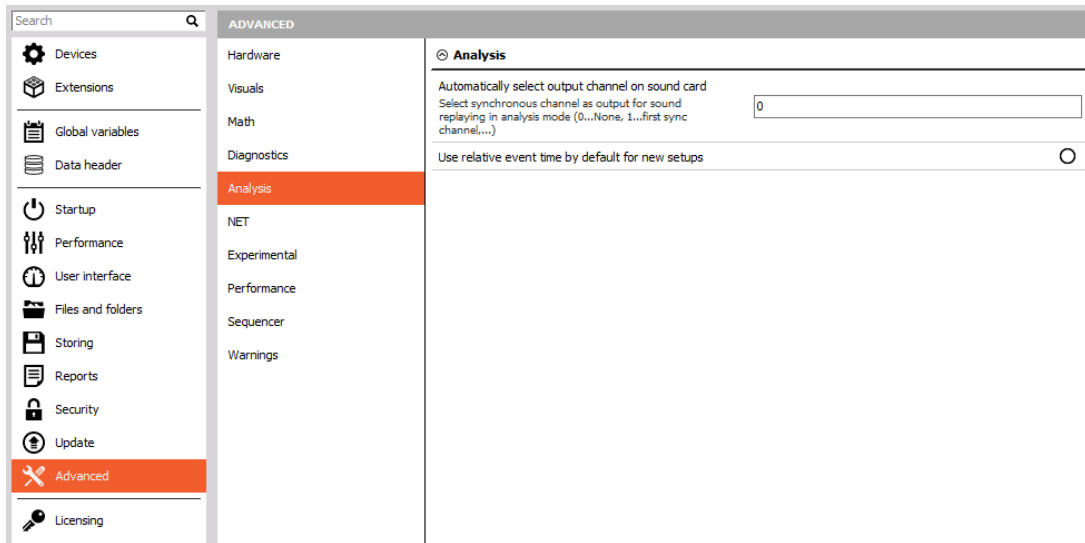 Search
Devices
Extensions
Global variables
Data header
Startup
Performance
User interface
Files and folders
Storing
Reports
Security
Update
Advanced
Licensing
ADVANCED
Hardware
Visuals
Math
Diagnostics
Analysis
NET
Experimental
Performance
Sequencer
Warnings
Analysis
Automatically select output channel on sound card
Select synchronous channel as output for sound
replaying in analysis mode (0...None, 1...first sync
channel,...)
0
Use relative event time by default for new setups